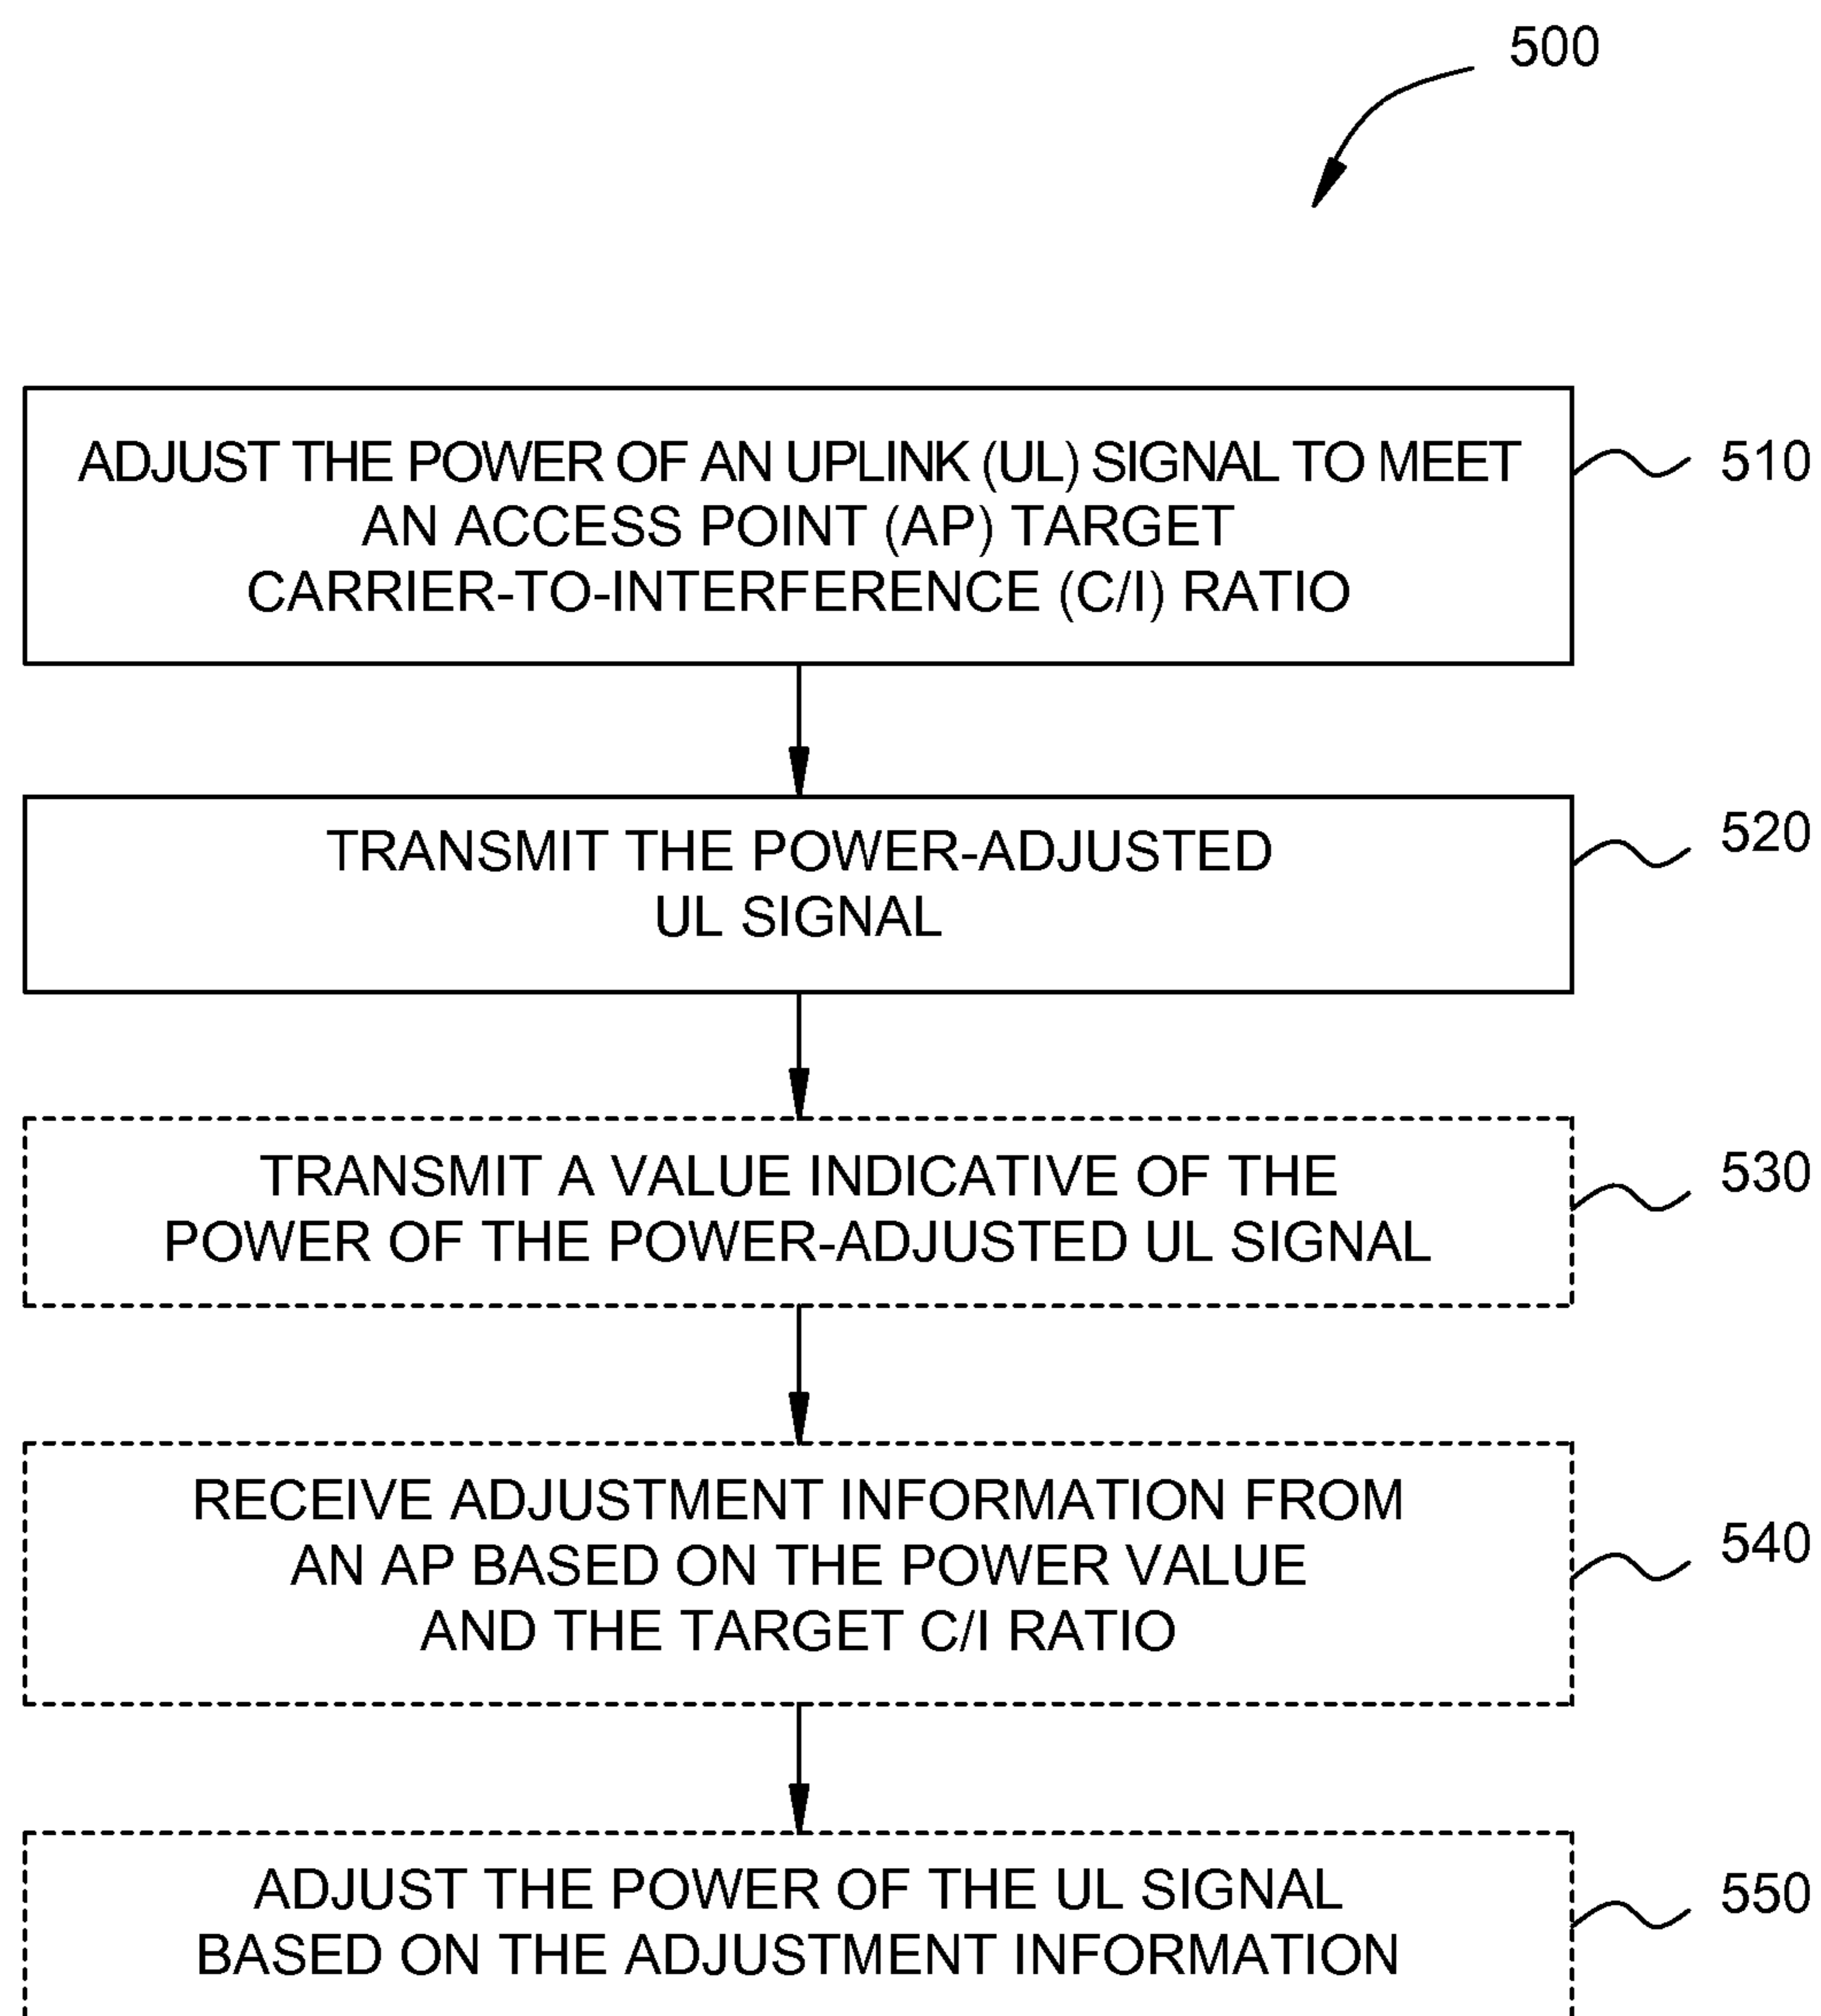 500
ADJUST THE POWER OF AN UPLINK (UL) SIGNAL TO MEET
AN ACCESS POINT (AP) TARGET
CARRIER-TO-INTERFERENCE (C/I) RATIO
510
TRANSMIT THE POWER-ADJUSTED
UL SIGNAL
520
TRANSMIT A VALUE INDICATIVE OF THE
POWER OF THE POWER-ADJUSTED UL SIGNAL
530
RECEIVE ADJUSTMENT INFORMATION FROM
AN AP BASED ON THE POWER VALUE
AND THE TARGET C/I RATIO
540
ADJUST THE POWER OF THE UL SIGNAL
BASED ON THE ADJUSTMENT INFORMATION
550